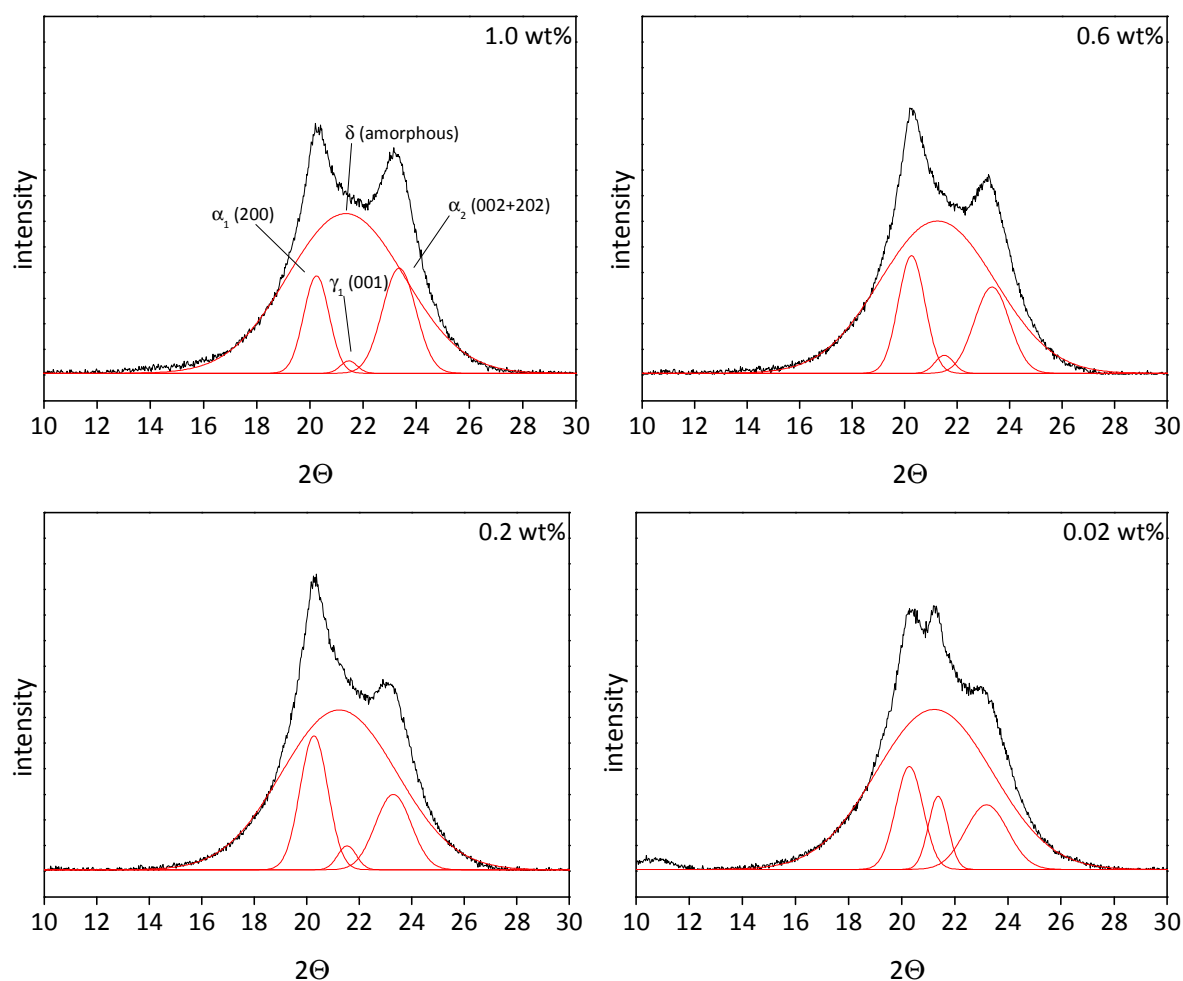 1.0 wt%
δ (amorphous)
α₁ (200)
α₂ (002+202)
γ₁ (001)
intensity
10 12 14 16 18 20 22 24 26 28 30
2Θ
0.6 wt%
intensity
10 12 14 16 18 20 22 24 26 28 30
2Θ
0.2 wt%
intensity
10 12 14 16 18 20 22 24 26 28 30
2Θ
0.02 wt%
intensity
10 12 14 16 18 20 22 24 26 28 30
2Θ